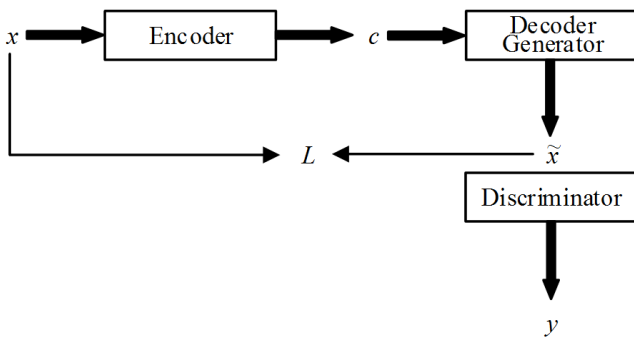 x
Encoder
c
Decoder
Generator
L
x̃
Discriminator
y